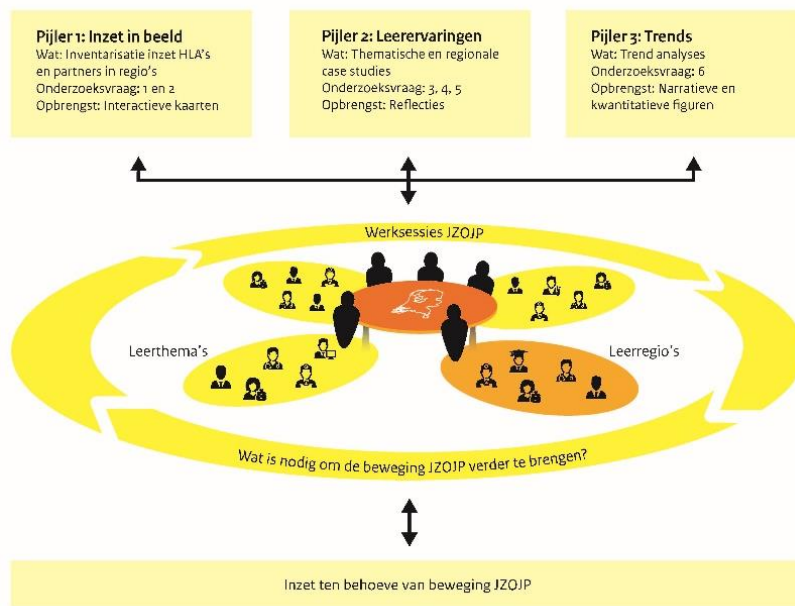 Pijler 1: Inzet in beeld
Wat: Inventarisatie inzet HLA's
en partners in regio's
Onderzoeksvraag: 1 en 2
Opbrengst: Interactieve kaarten
Pijler 2: Leerervaringen
Wat: Thematische en regionale
case studies
Onderzoeksvraag: 3, 4, 5
Opbrengst: Reflecties
Pijler 3: Trends
Wat: Trend analyses
Onderzoeksvraag: 6
Opbrengst: Narratieve en
kwantitatieve figuren
Werksessies JZOJP
Leerthema's
Leerregio's
Wat is nodig om de beweging JZOJP verder te brengen?
Inzet ten behoeve van beweging JZOJP